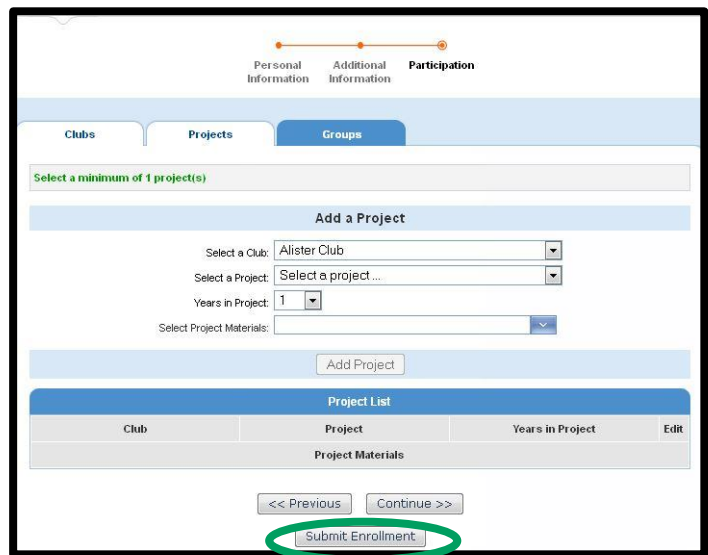 Personal Information
Additional Information
Participation
Clubs Projects Groups
Select a minimum of 1 project(s)
Add a Project
Select a Club: Alister Club
Select a Project: Select a project ...
Years in Project: 1
Select Project Materials:
Add Project
Project List
Club Project Years in Project Edit
Project Materials
<< Previous Continue >>
Submit Enrollment